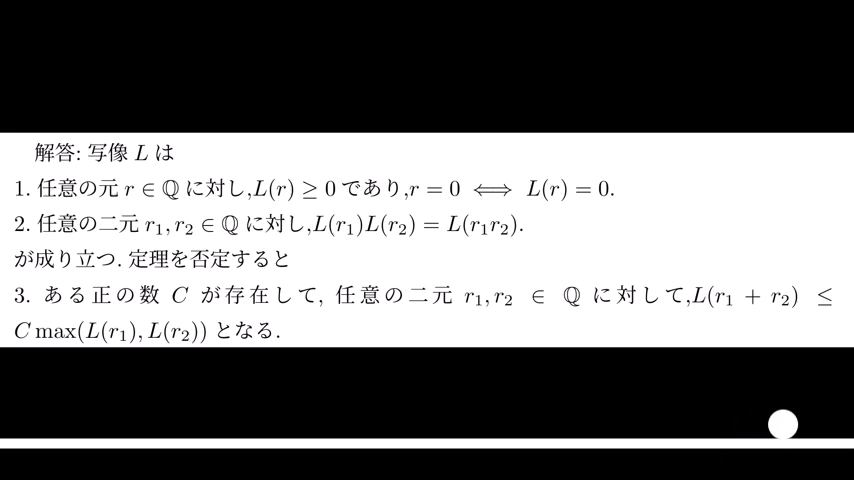 解答: 写像 L は
1. 任意の元 r ∈ ℚ に対し,L(r) ≥ 0 であり,r = 0 ⟺ L(r) = 0.
2. 任意の二元 r₁, r₂ ∈ ℚ に対し,L(r₁)L(r₂) = L(r₁r₂).
が成り立つ. 定理を否定すると
3. ある正の数 C が存在して, 任意の二元 r₁, r₂ ∈ ℚ に対して,L(r₁ + r₂) ≤
C max(L(r₁), L(r₂)) となる.